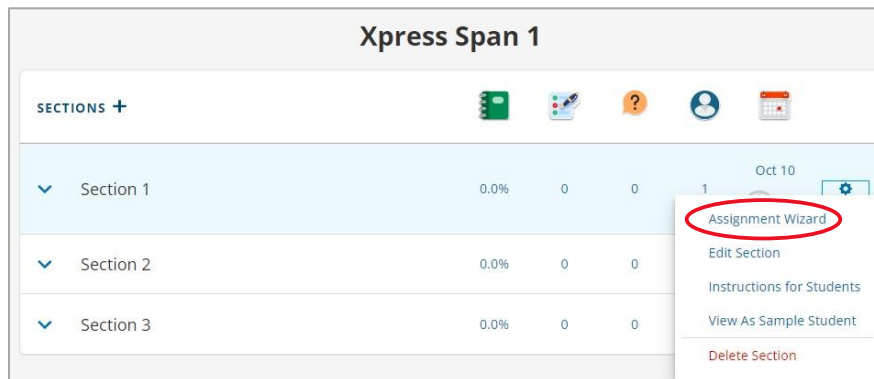 Xpress Span 1
SECTIONS +
?
Section 1 0.0% 0 0 1 Oct 10
Assignment Wizard
Edit Section
Section 2 0.0% 0 0
Instructions for Students
View As Sample Student
Section 3 0.0% 0 0
Delete Section